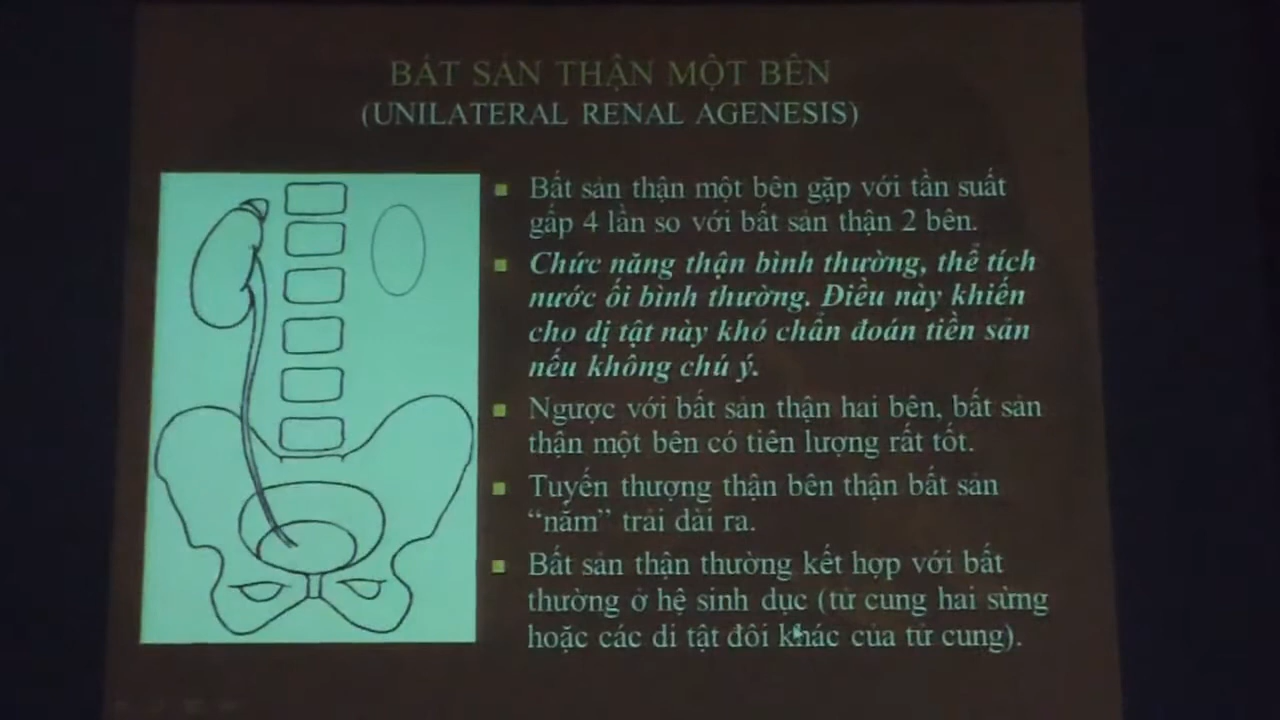 BẤT SẢN THẬN MỘT BÊN
(UNILATERAL RENAL AGENESIS)
Bất sản thận một bên gặp với tần suất
gấp 4 lần so với bất sản thận 2 bên.
Chức năng thận bình thường, thể tích
nước ối bình thường. Điều này khiến
cho dị tật này khó chẩn đoán tiền sản
nếu không chú ý.
Ngược với bất sản thận hai bên, bất sản
thận một bên có tiên lượng rất tốt.
Tuyến thượng thận bên thận bất sản
“nằm” trải dài ra.
Bất sản thận thường kết hợp với bất
thường ở hệ sinh dục (tử cung hai sừng
hoặc các dị tật đôi khác của tử cung).